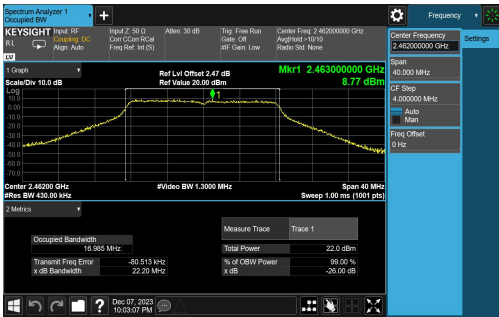 Spectrum Analyzer 1
Occupied BW
Frequency
KEYSIGHT
RL
Input: RF
Coupling: DC
Align: Auto
Input Z: 50 Ω
Corr CCorr RCal
Freq Ref: Int (S)
Atten: 30 dB
Trig: Free Run
Gate: Off
#IF Gain: Low
Center Freq: 2.462000000 GHz
Avg|Hold:>10/10
Radio Std: None
Center Frequency
2.462000000 GHz
Settings
Span
40.000 MHz
CF Step
4.000000 MHz
Auto
Man
Freq Offset
0 Hz
1 Graph
Scale/Div 10.0 dB
Ref Lvl Offset 2.47 dB
Ref Value 20.00 dBm
Mkr1 2.463000000 GHz
8.77 dBm
Log
10.0
0.00
-10.0
-20.0
-30.0
-40.0
-50.0
-60.0
-70.0
1
Center 2.46200 GHz
#Res BW 430.00 kHz
#Video BW 1.3000 MHz
Span 40 MHz
Sweep 1.00 ms (1001 pts)
2 Metrics
Measure Trace
Trace 1
Occupied Bandwidth
16.985 MHz
Total Power
22.0 dBm
Transmit Freq Error
-80.513 kHz
% of OBW Power
99.00 %
x dB Bandwidth
22.20 MHz
x dB
-26.00 dB
?
Dec 07, 2023
10:03:07 PM